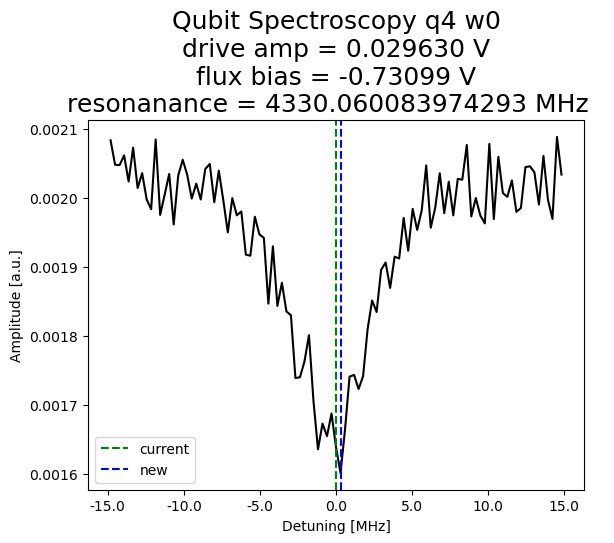 Qubit Spectroscopy q4 w0
drive amp = 0.029630 V
flux bias = -0.73099 V
resonanance = 4330.060083974293 MHz
0.0021
0.0020
0.0019
0.0018
0.0017
0.0016
Amplitude [a.u.]
current
new
-15.0 -10.0 -5.0 0.0 5.0 10.0 15.0
Detuning [MHz]